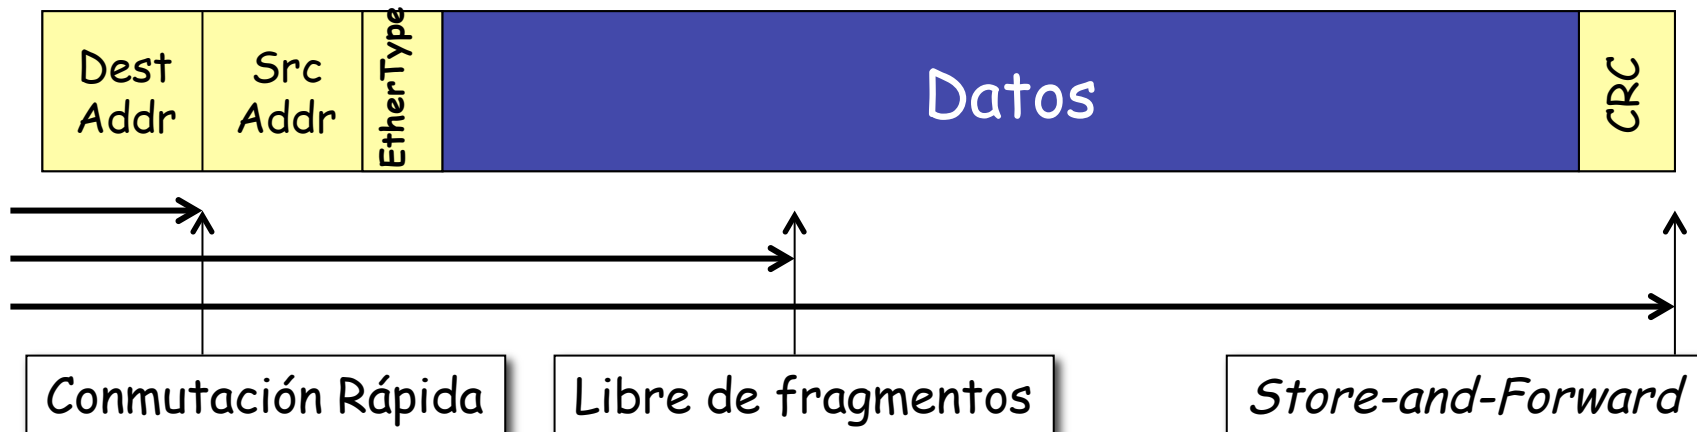 Dest
Addr
Src
Addr
EtherType
Datos
CRC
Conmutación Rápida
Libre de fragmentos
Store-and-Forward